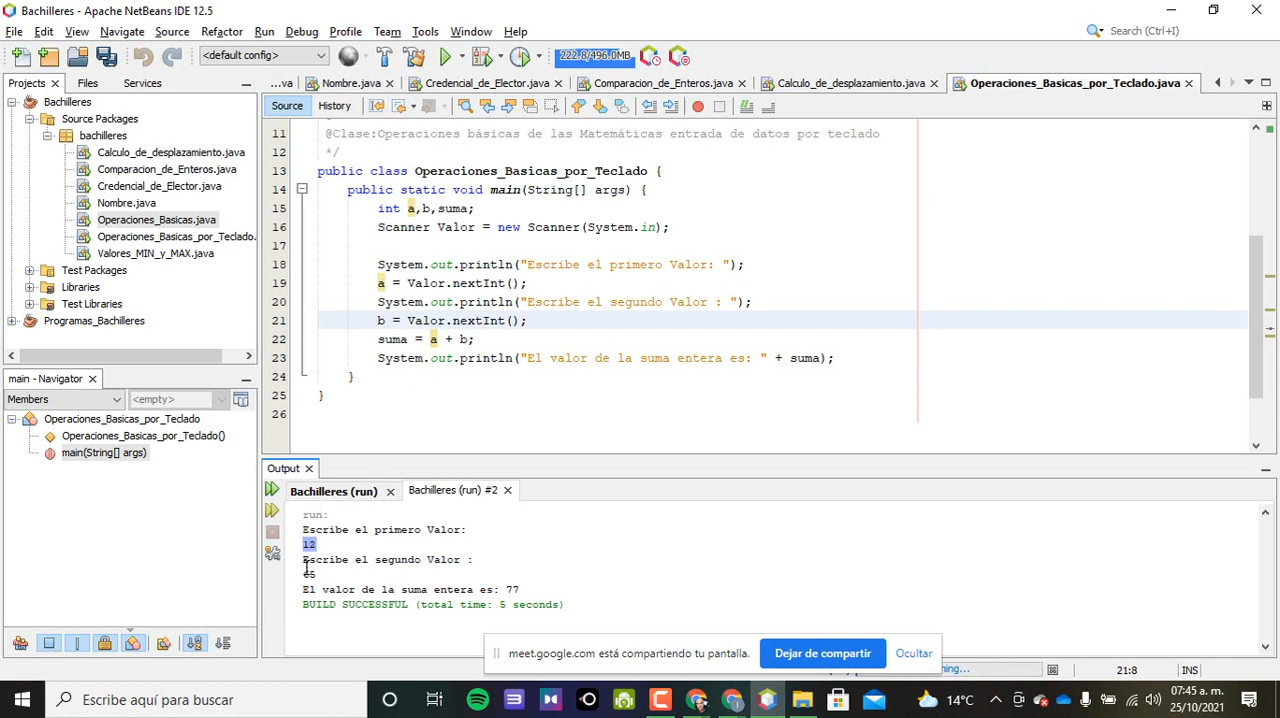 Bachilleres - Apache NetBeans IDE 12.5
File Edit View Navigate Source Refactor Run Debug Profile Team Tools Window Help
Search (Ctrl+I)
<default config>
222.8/496.0MB
Projects Files Services
...va Nombre.java Credencial_de_Elector.java Comparacion_de_Enteros.java Calculo_de_desplazamiento.java Operaciones_Basicas_por_Teclado.java
Source History
Bachilleres
Source Packages
bachilleres
Calculo_de_desplazamiento.java
Comparacion_de_Enteros.java
Credencial_de_Elector.java
Nombre.java
Operaciones_Basicas.java
Operaciones_Basicas_por_Teclado.
Valores_MIN_y_MAX.java
Test Packages
Libraries
Test Libraries
Programas_Bachilleres
11 @Clase:Operaciones básicas de las Matemáticas entrada de datos por teclado
12 */
13 public class Operaciones_Basicas_por_Teclado {
14 public static void main(String[] args) {
15 int a,b,suma;
16 Scanner Valor = new Scanner(System.in);
17
18 System.out.println("Escribe el primero Valor: ");
19 a = Valor.nextInt();
20 System.out.println("Escribe el segundo Valor : ");
21 b = Valor.nextInt();
22 suma = a + b;
23 System.out.println("El valor de la suma entera es: " + suma);
24 }
25 }
26
main - Navigator
Members <empty>
Operaciones_Basicas_por_Teclado
Operaciones_Basicas_por_Teclado()
main(String[] args)
Output
Bachilleres (run) Bachilleres (run) #2
run:
Escribe el primero Valor:
12
Escribe el segundo Valor :
65
El valor de la suma entera es: 77
BUILD SUCCESSFUL (total time: 5 seconds)
meet.google.com está compartiendo tu pantalla. Dejar de compartir Ocultar
21:8 INS
Buscar
14°C
07:45 a. m.
25/10/2021